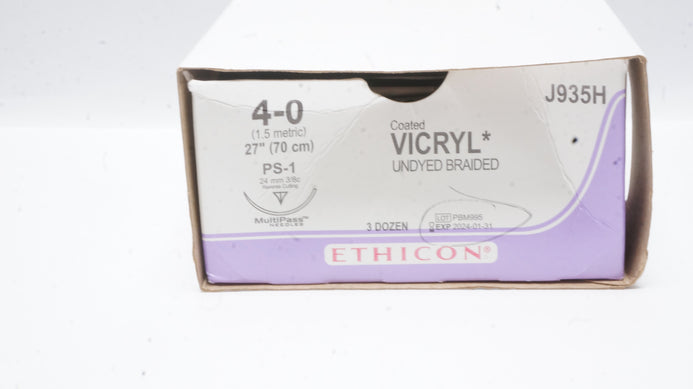 4-0
(1.5 metric)
27" (70 cm)
PS-1
24 mm 3/8c
Reverse Cutting
MultiPass™
NEEDLES
Coated
VICRYL*
UNDYED BRAIDED
J935H
3 DOZEN
LOT PBM995
EXP 2024-01-31
ETHICON®